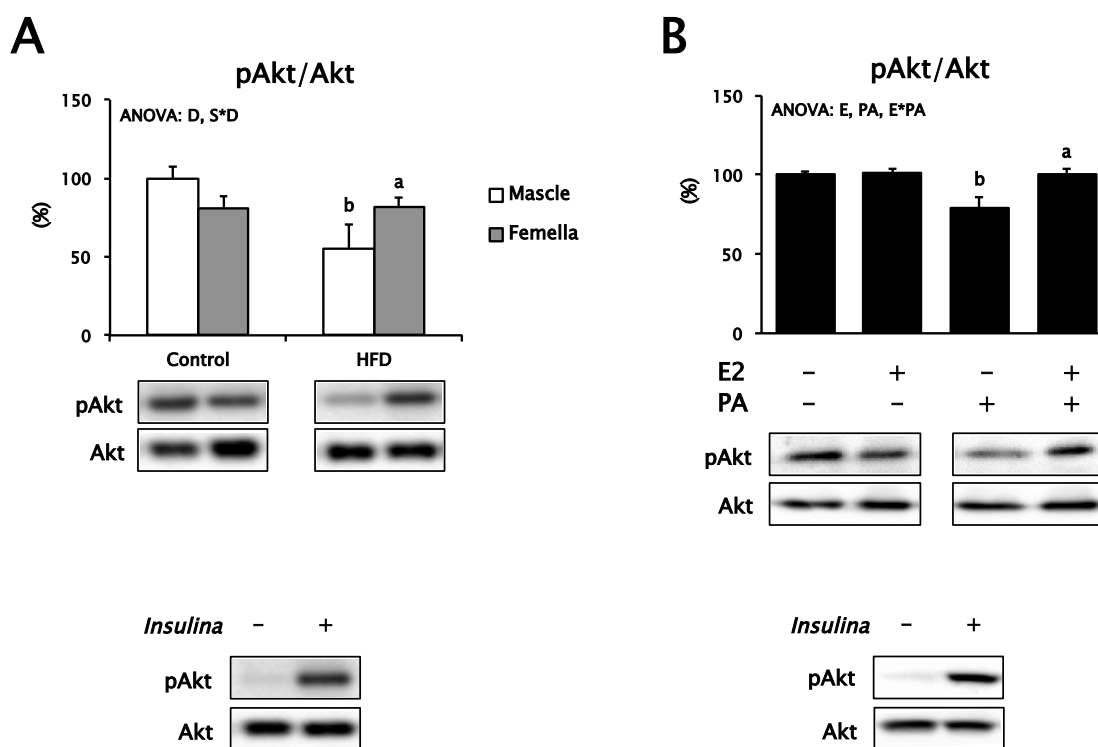 A
pAkt/Akt
150
100
50
0
(%)
ANOVA: D, S*D
b
a
Mascle
Femella
Control
HFD
pAkt
Akt
Insulina
-
+
pAkt
Akt
B
pAkt/Akt
150
100
50
0
(%)
ANOVA: E, PA, E*PA
b
a
E2 - + - +
PA - - + +
pAkt
Akt
Insulina - +
pAkt
Akt